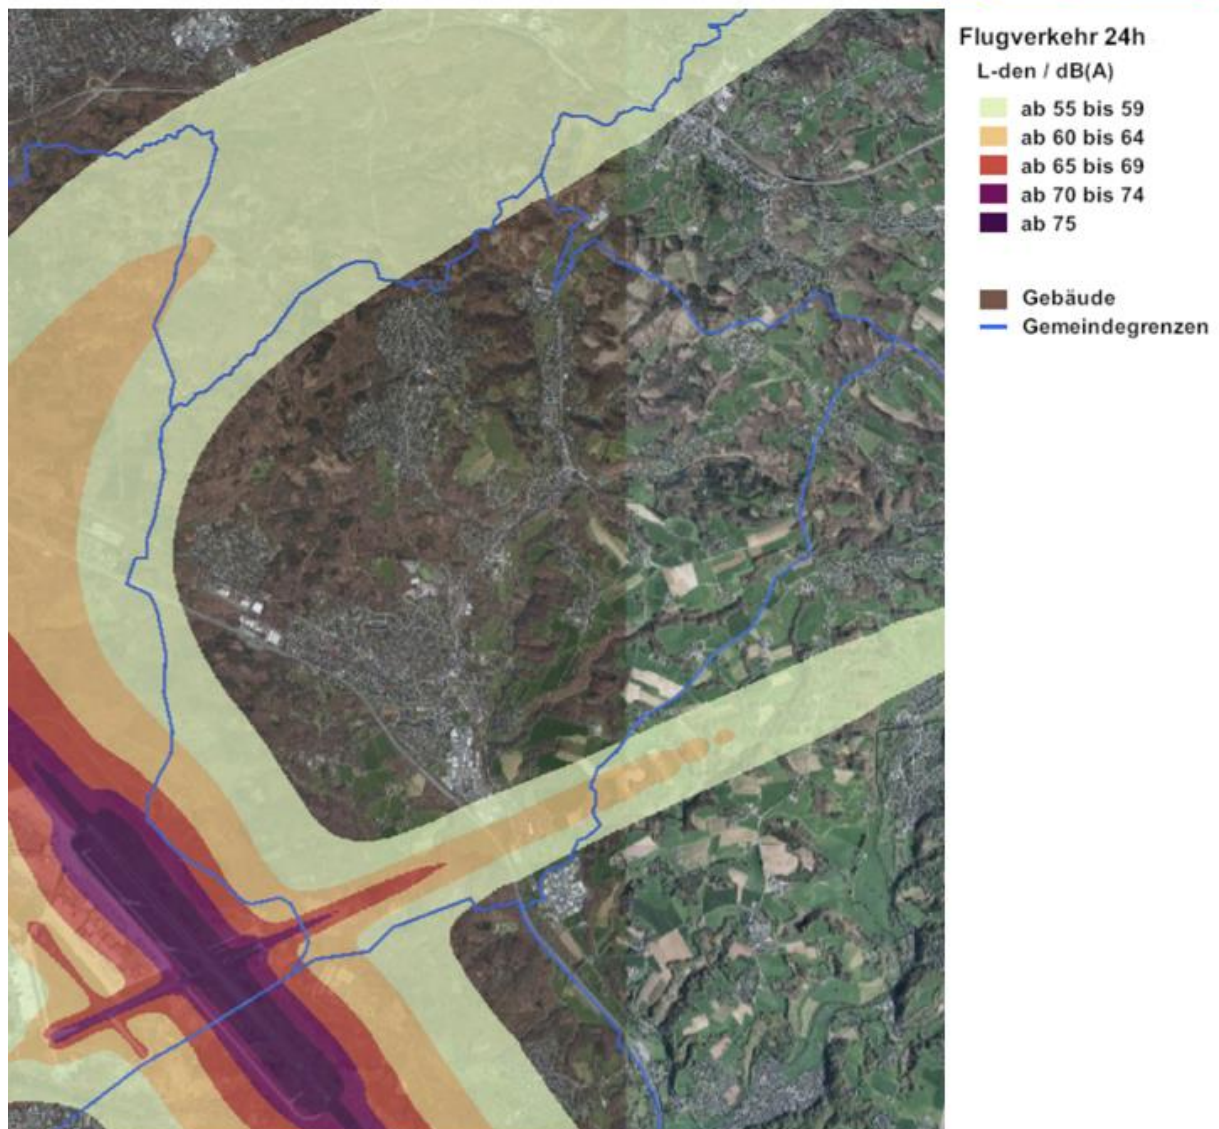 Flugverkehr 24h
L-den / dB(A)
ab 55 bis 59
ab 60 bis 64
ab 65 bis 69
ab 70 bis 74
ab 75
Gebäude
Gemeindegrenzen